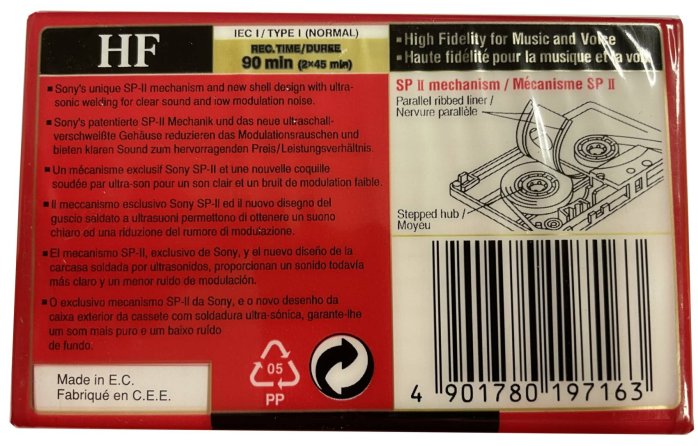 HF
IEC I / TYPE I (NORMAL)
REC.TIME/DUREE
90 min (2×45 min)
▪ High Fidelity for Music and Voise
▪ Haute fidélité pour la musique et la voix
▪ Sony's unique SP-II mechanism and new shell design with ultra-
sonic welding for clear sound and low modulation noise.
▪ Sony's patentierte SP-II Mechanik und das neue ultraschall-
verschweißte Gehäuse reduzieren das Modulationsrauschen und
bieten klaren Sound zum hervorragenden Preis/Leistungsverhältnis.
▪ Un mécanisme exclusif Sony SP-II et une nouvelle coquille
soudée par ultra-son pour un son clair et un bruit de modulation faible.
▪ Il meccanismo esclusivo Sony SP-II ed il nuovo disegno del
guscio saldato a ultrasuoni permettono di ottenere un suono
chiaro ed una riduzione del rumore di modulazione.
▪ El mecanismo SP-II, exclusivo de Sony, y el nuevo diseño de la
carcasa soldada por ultrasonidos, proporcionan un sonido todavía
más claro y un menor ruido de modulación.
▪ O exclusivo mecanismo SP-II da Sony, e o novo desenho da
caixa exterior da cassete com soldadura ultra-sónica, garante-lhe
um som mais puro e um baixo ruído
de fundo.
SP II mechanism / Mécanisme SP II
Parallel ribbed liner /
Nervure parallèle
Stepped hub /
Moyeu
Made in E.C.
Fabriqué en C.E.E.
05
PP
4 901780 197163